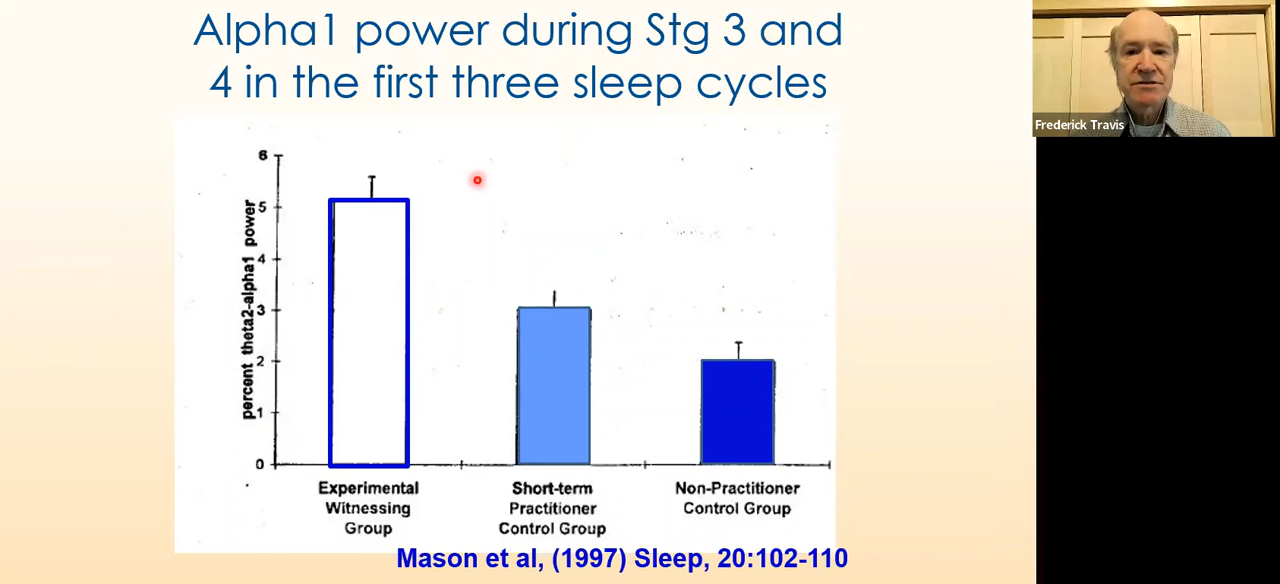 Alpha1 power during Stg 3 and
4 in the first three sleep cycles
Frederick Travis
percent theta2-alpha1 power
6
5
4
3
2
1
0
Experimental
Witnessing
Group
Short-term
Practitioner
Control Group
Non-Practitioner
Control Group
Mason et al, (1997) Sleep, 20:102-110